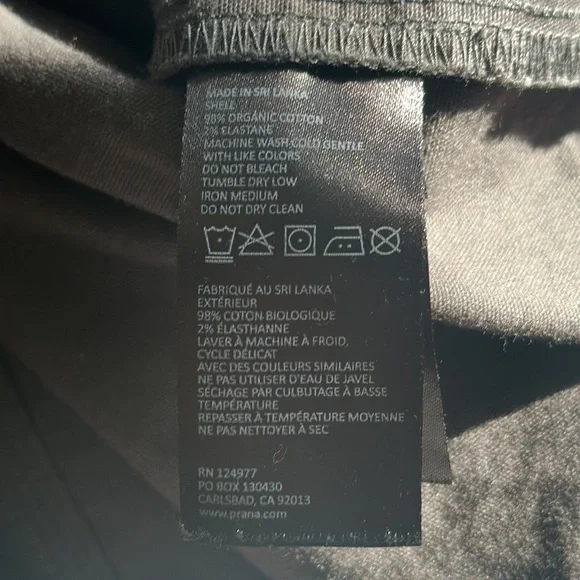 MADE IN SRI LANKA
SHELL
98% ORGANIC COTTON
2% ELASTANE
MACHINE WASH COLD GENTLE
WITH LIKE COLORS
DO NOT BLEACH
TUMBLE DRY LOW
IRON MEDIUM
DO NOT DRY CLEAN
FABRIQUÉ AU SRI LANKA
EXTÉRIEUR
98% COTON BIOLOGIQUE
2% ÉLASTHANNE
LAVER À MACHINE À FROID,
CYCLE DÉLICAT
AVEC DES COULEURS SIMILAIRES
NE PAS UTILISER D'EAU DE JAVEL
SÉCHAGE PAR CULBUTAGE À BASSE
TEMPÉRATURE
REPASSER À TEMPÉRATURE MOYENNE
NE PAS NETTOYER À SEC
RN 124977
PO BOX 130430
CARLSBAD, CA 92013
www.prana.com